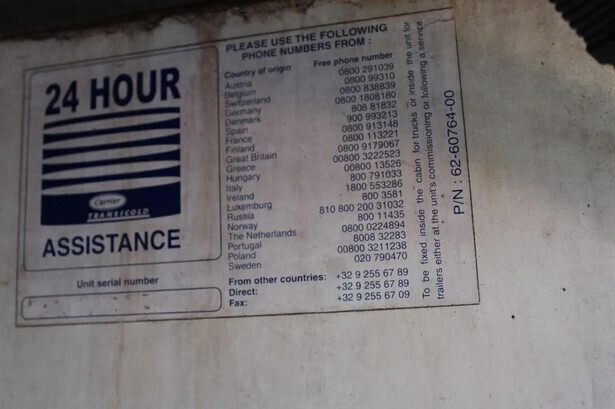 24 HOUR
Carrier
TRANSICOLD
ASSISTANCE
Unit serial number
PLEASE USE THE FOLLOWING
PHONE NUMBERS FROM :
Country of origin Free phone number
Austria 0800 291039
Belgium 0800 99310
Switzerland 0800 838839
Germany 0800 1808180
Denmark 808 81832
Spain 900 993213
France 0800 913148
Finland 0800 113221
Great Britain 0800 9179067
Greece 00800 3222523
Hungary 00800 13526
Italy 800 791033
Ireland 1800 553286
Luxemburg 800 3581
Russia 810 800 200 31032
Norway 800 11435
The Netherlands 0800 0224894
Portugal 8008 32283
Poland 00800 3211238
Sweden 020 790470
From other countries: +32 9 255 67 89
Direct: +32 9 255 67 89
Fax: +32 9 255 67 09
To be fixed inside the cabin for trucks or inside the unit for
trailers either at the unit's commissioning or following a service
P/N : 62-60764-00